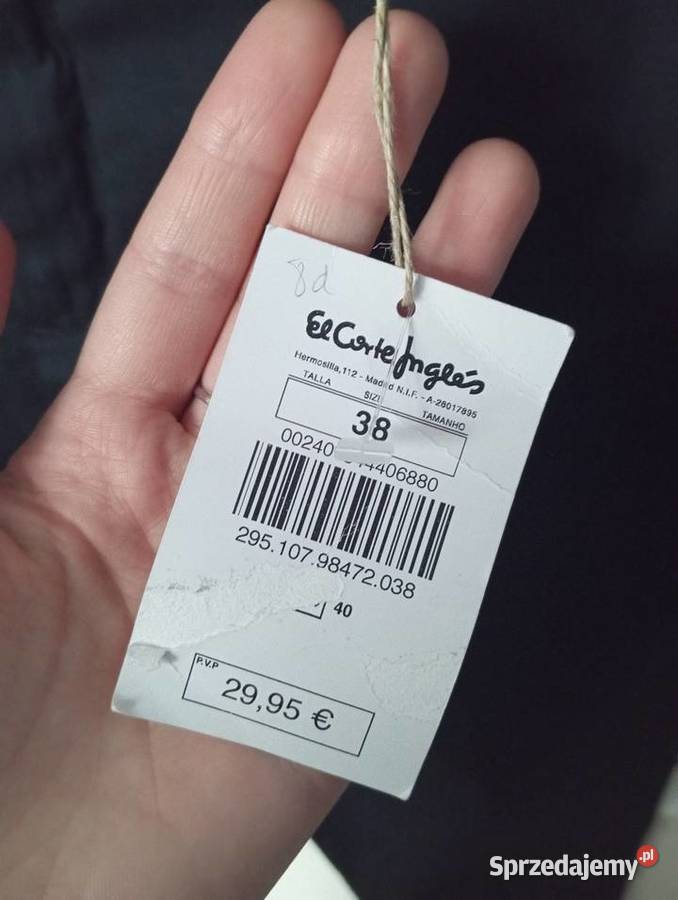 8d
El Corte Inglés
Hermosilla, 112 - Madrid N.I.F. - A-28017895
TALLA SIZE TAMANHO
38
00240 4406880
295.107.98472.038
40
P.V.P
29,95 €
Sprzedajemy.pl